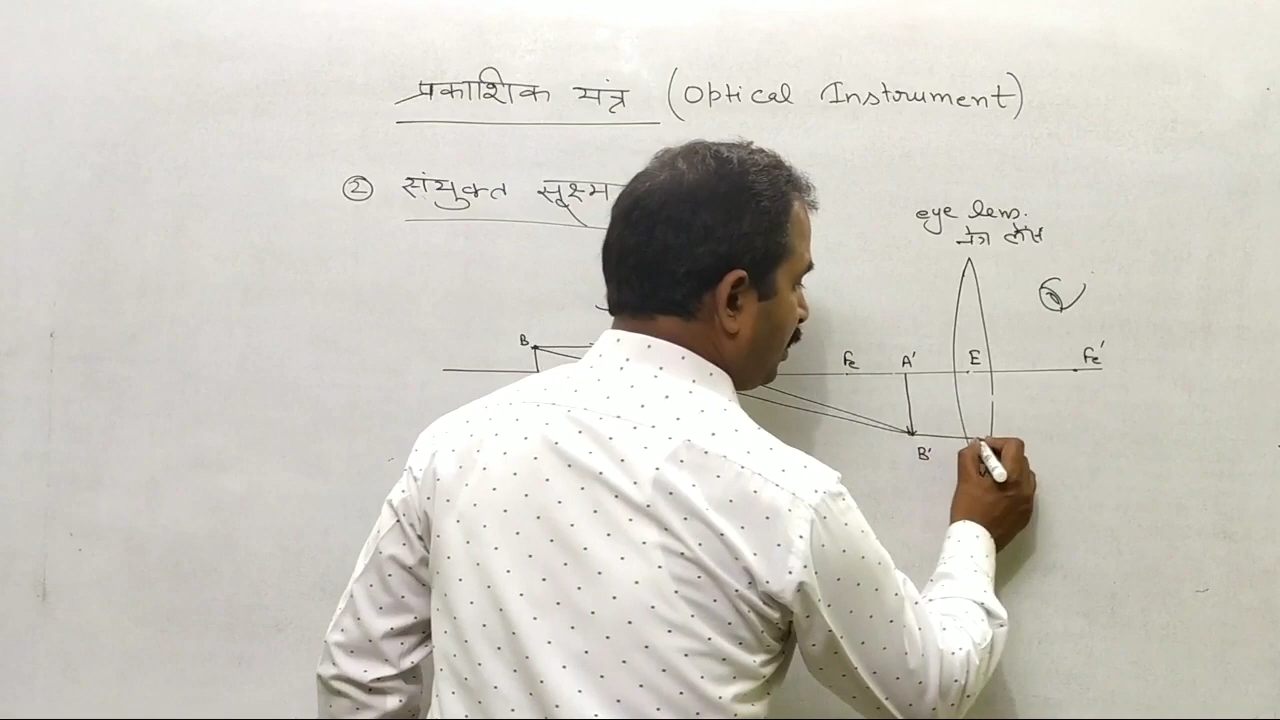 प्रकाशिक यंत्र (Optical Instrument)
② संयुक्त सूक्ष्म
eye lens.
नेत्र लेंस
B
Fe A' E Fe'
B'